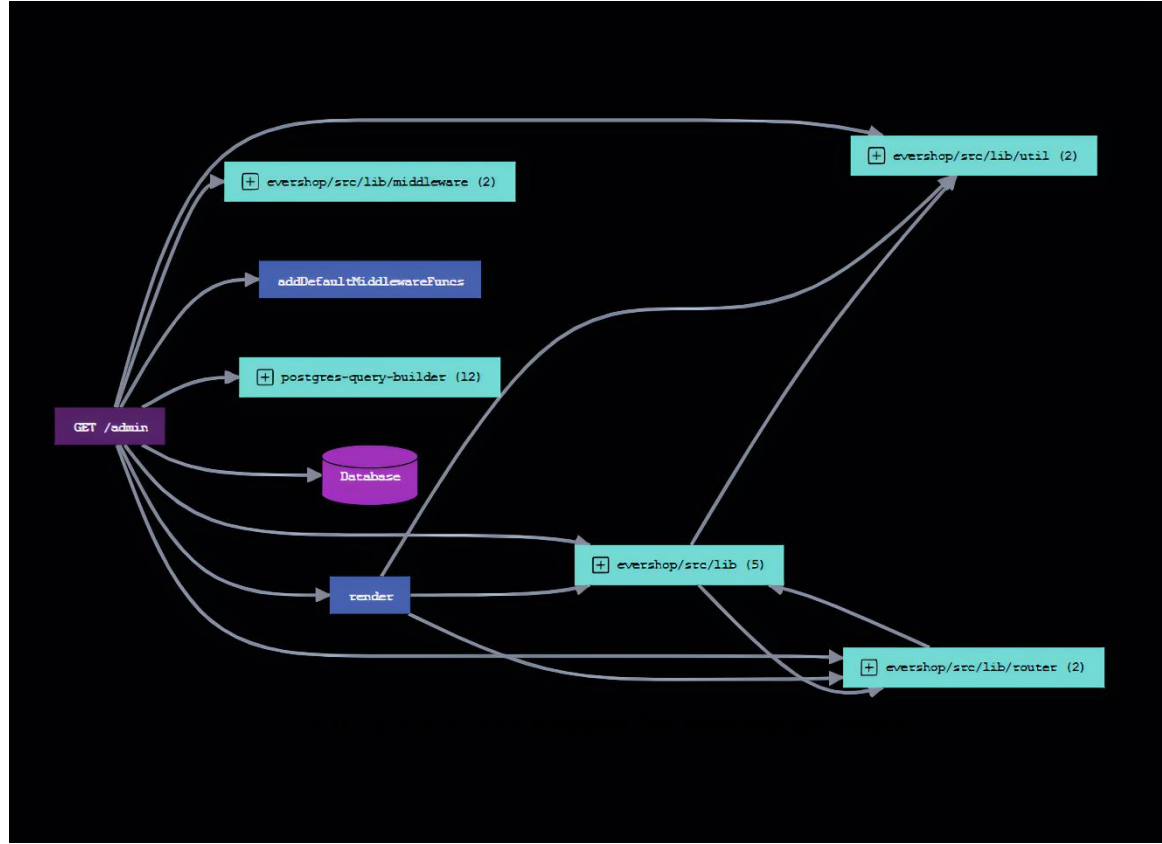 evershop/src/lib/util (2)
evershop/src/lib/middleware (2)
addDefaultMiddlewareFuncs
postgres-query-builder (12)
GET /admin
Database
evershop/src/lib (5)
render
evershop/src/lib/router (2)